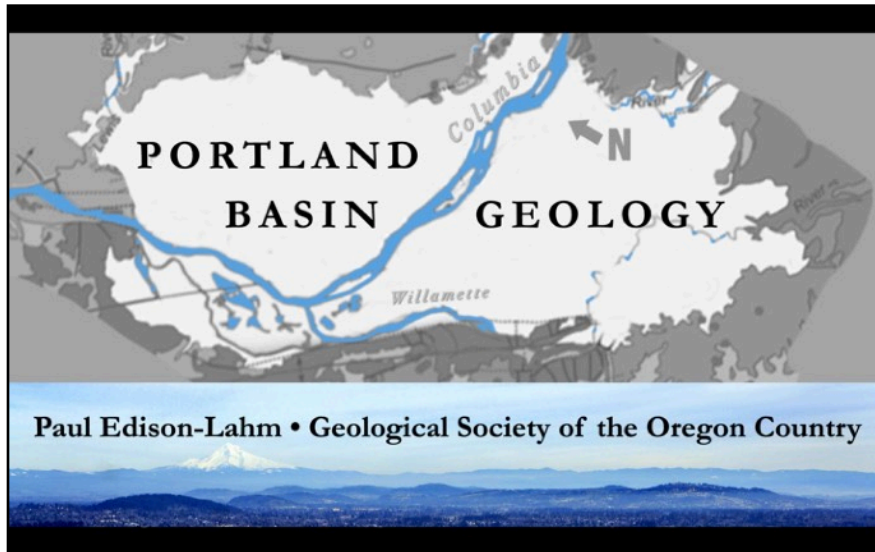 Columbia
River
Lewis
N
PORTLAND
BASIN GEOLOGY
River
Willamette
Paul Edison-Lahm • Geological Society of the Oregon Country